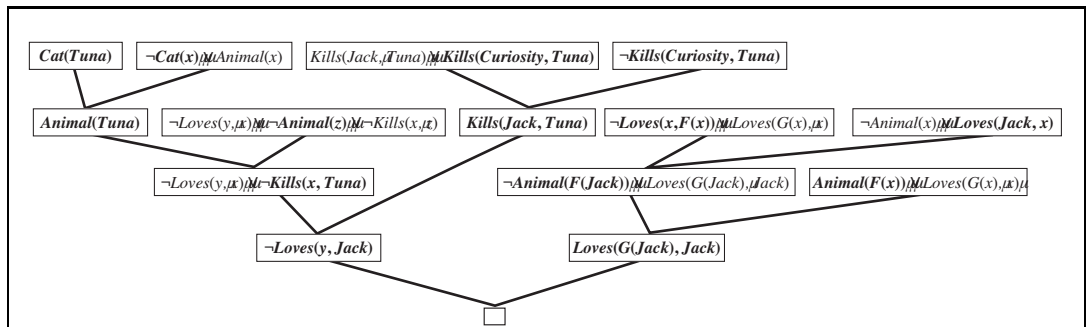 Cat(Tuna) ¬Cat(x) ∨ Animal(x) Kills(Jack, Tuna) ∨ Kills(Curiosity, Tuna) ¬Kills(Curiosity, Tuna)
Animal(Tuna) ¬Loves(y, x) ∨ ¬Animal(z) ∨ ¬Kills(x, z) Kills(Jack, Tuna) ¬Loves(x, F(x)) ∨ Loves(G(x), x) ¬Animal(x) ∨ Loves(Jack, x)
¬Loves(y, x) ∨ ¬Kills(x, Tuna) ¬Animal(F(Jack)) ∨ Loves(G(Jack), Jack) Animal(F(x)) ∨ Loves(G(x), x)
¬Loves(y, Jack) Loves(G(Jack), Jack)